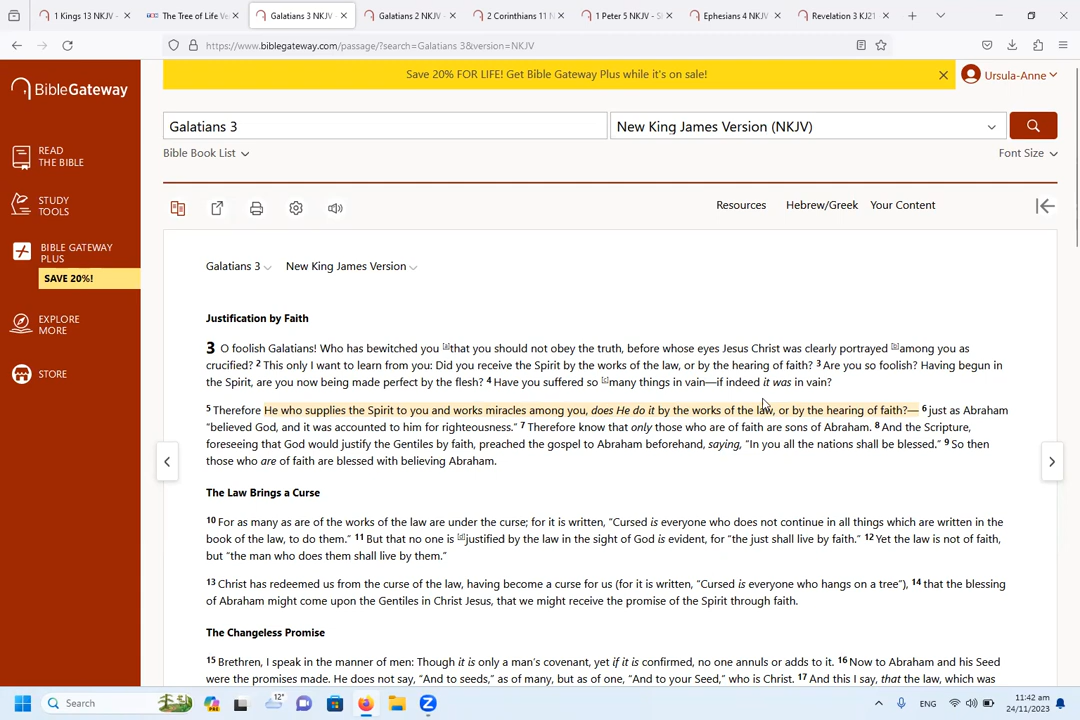 1 Kings 13 NKJV -
The Tree of Life Ve
Galatians 3 NKJV
Galatians 2 NKJV -
2 Corinthians 11 N
1 Peter 5 NKJV - S
Ephesians 4 NKJV
Revelation 3 KJ21
https://www.biblegateway.com/passage/?search=Galatians 3&version=NKJV
Save 20% FOR LIFE! Get Bible Gateway Plus while it's on sale!
Ursula-Anne
BibleGateway
Galatians 3
New King James Version (NKJV)
Bible Book List
Font Size
READ
THE BIBLE
STUDY
TOOLS
BIBLE GATEWAY
PLUS
SAVE 20%!
EXPLORE
MORE
STORE
Resources
Hebrew/Greek
Your Content
Galatians 3
New King James Version
Justification by Faith
3 O foolish Galatians! Who has bewitched you [a]that you should not obey the truth, before whose eyes Jesus Christ was clearly portrayed [b]among you as
crucified? 2 This only I want to learn from you: Did you receive the Spirit by the works of the law, or by the hearing of faith? 3 Are you so foolish? Having begun in
the Spirit, are you now being made perfect by the flesh? 4 Have you suffered so [c]many things in vain—if indeed it was in vain?
5 Therefore He who supplies the Spirit to you and works miracles among you, does He do it by the works of the law, or by the hearing of faith?— 6 just as Abraham
“believed God, and it was accounted to him for righteousness.” 7 Therefore know that only those who are of faith are sons of Abraham. 8 And the Scripture,
foreseeing that God would justify the Gentiles by faith, preached the gospel to Abraham beforehand, saying, “In you all the nations shall be blessed.” 9 So then
those who are of faith are blessed with believing Abraham.
The Law Brings a Curse
10 For as many as are of the works of the law are under the curse; for it is written, “Cursed is everyone who does not continue in all things which are written in the
book of the law, to do them.” 11 But that no one is [d]justified by the law in the sight of God is evident, for “the just shall live by faith.” 12 Yet the law is not of faith,
but “the man who does them shall live by them.”
13 Christ has redeemed us from the curse of the law, having become a curse for us (for it is written, “Cursed is everyone who hangs on a tree”), 14 that the blessing
of Abraham might come upon the Gentiles in Christ Jesus, that we might receive the promise of the Spirit through faith.
The Changeless Promise
15 Brethren, I speak in the manner of men: Though it is only a man’s covenant, yet if it is confirmed, no one annuls or adds to it. 16 Now to Abraham and his Seed
were the promises made. He does not say, “And to seeds,” as of many, but as of one, “And to your Seed,” who is Christ. 17 And this I say, that the law, which was
Search
12°
ENG
11:42 am
24/11/2023